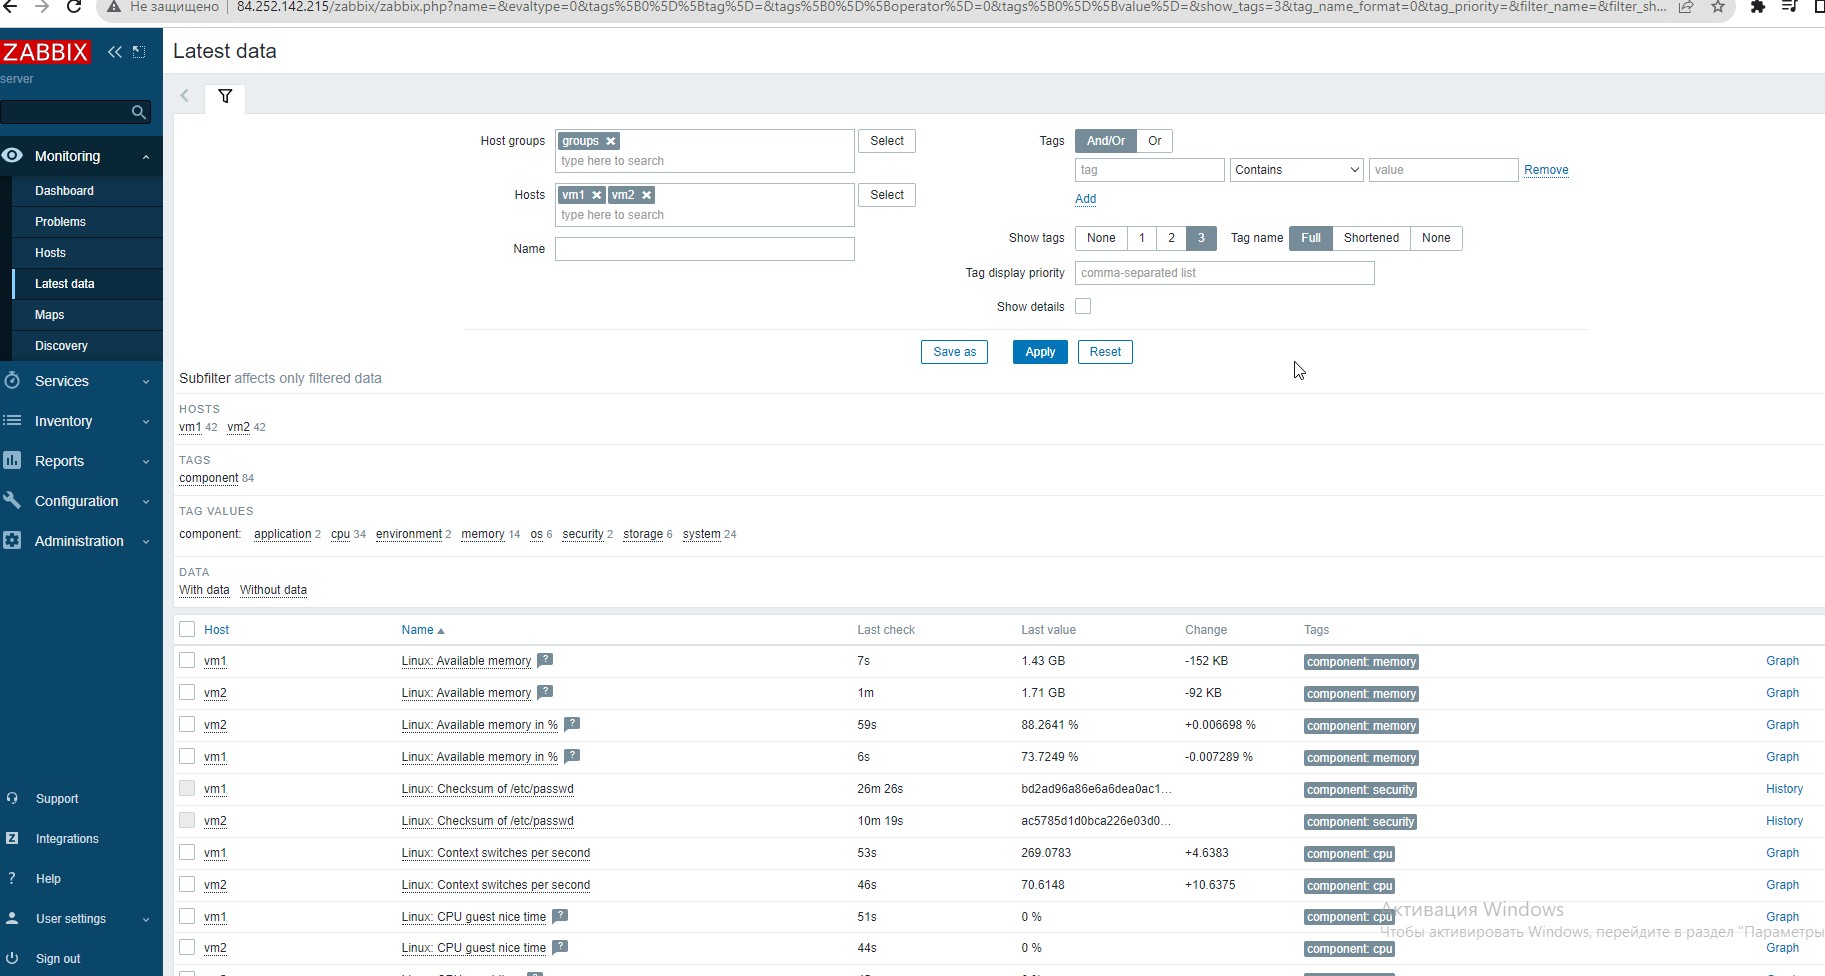 Не защищено 84.252.142.215/zabbix/zabbix.php?name=&evaltype=0&tags%5B0%5D%5Btag%5D=&tags%5B0%5D%5Boperator%5D=0&tags%5B0%5D%5Bvalue%5D=&show_tags=3&tag_name_format=0&tag_priority=&filter_name=&filter_sh...
ZABBIX
server
Latest data
Monitoring
Dashboard
Problems
Hosts
Latest data
Maps
Discovery
Services
Inventory
Reports
Configuration
Administration
Support
Integrations
Help
User settings
Sign out
Host groups groups type here to search Select
Hosts vm1 vm2 type here to search Select
Name
Tags And/Or Or
tag Contains value Remove
Add
Show tags None 1 2 3 Tag name Full Shortened None
Tag display priority comma-separated list
Show details
Save as Apply Reset
Subfilter affects only filtered data
HOSTS
vm1 42 vm2 42
TAGS
component 84
TAG VALUES
component: application 2 cpu 34 environment 2 memory 14 os 6 security 2 storage 6 system 24
DATA
With data Without data
Host Name Last check Last value Change Tags
vm1 Linux: Available memory ? 7s 1.43 GB -152 KB component: memory Graph
vm2 Linux: Available memory ? 1m 1.71 GB -92 KB component: memory Graph
vm2 Linux: Available memory in % ? 59s 88.2641 % +0.006698 % component: memory Graph
vm1 Linux: Available memory in % ? 6s 73.7249 % -0.007289 % component: memory Graph
vm1 Linux: Checksum of /etc/passwd 26m 26s bd2ad96a86e6a6dea0ac1... component: security History
vm2 Linux: Checksum of /etc/passwd 10m 19s ac5785d1d0bca226e03d0... component: security History
vm1 Linux: Context switches per second 53s 269.0783 +4.6383 component: cpu Graph
vm2 Linux: Context switches per second 46s 70.6148 +10.6375 component: cpu Graph
vm1 Linux: CPU guest nice time ? 51s 0 % component: cpu Graph
vm2 Linux: CPU guest nice time ? 44s 0 % component: cpu Graph
Активация Windows
Чтобы активировать Windows, перейдите в раздел "Параметры